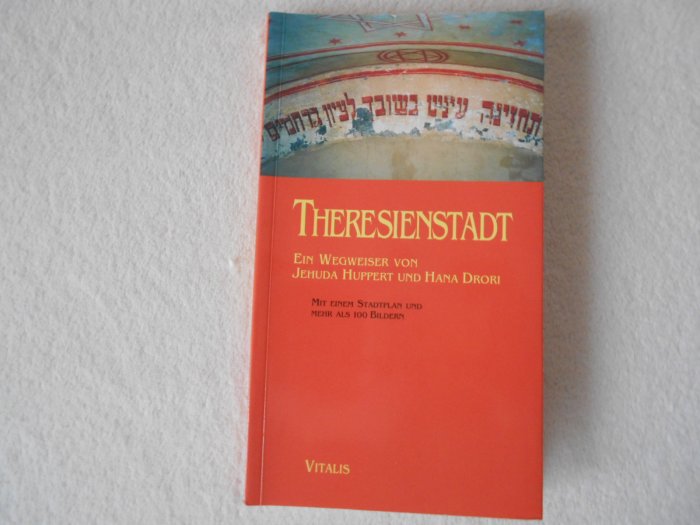 ותחזינה עינינו בשובך לציון ברחמים
THERESIENSTADT
EIN WEGWEISER VON
JEHUDA HUPPERT UND HANA DRORI
MIT EINEM STADTPLAN UND
MEHR ALS 100 BILDERN
VITALIS